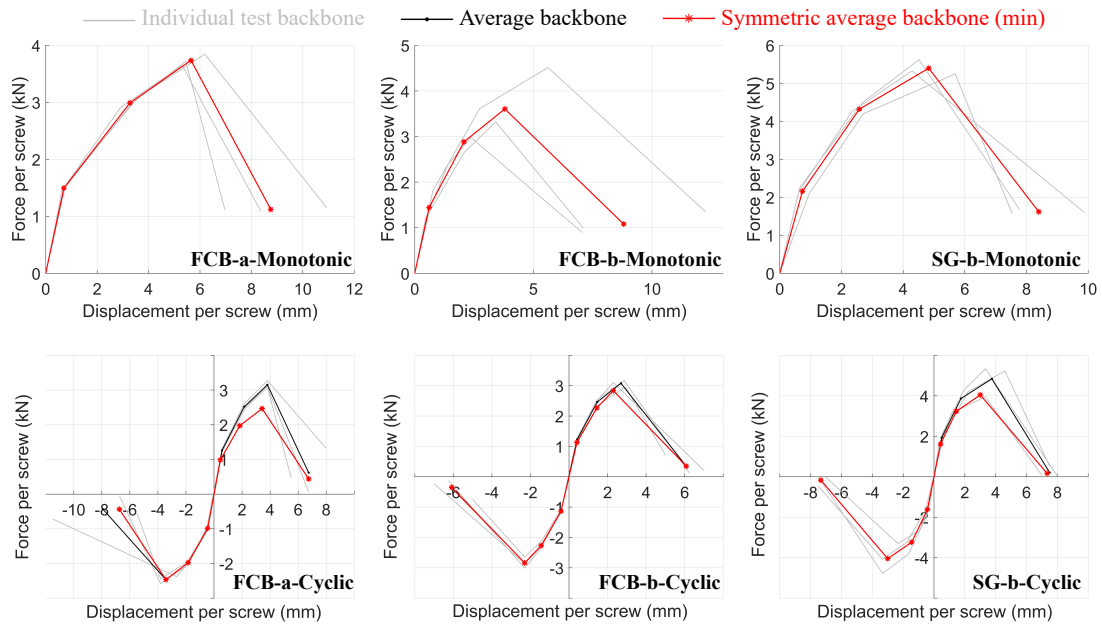 Individual test backbone Average backbone Symmetric average backbone (min)
4
3
2
1
0
0 2 4 6 8 10 12
Force per screw (kN)
Displacement per screw (mm)
FCB-a-Monotonic
5
4
3
2
1
0
0 5 10
Force per screw (kN)
Displacement per screw (mm)
FCB-b-Monotonic
6
5
4
3
2
1
0
0 2 4 6 8 10
Force per screw (kN)
Displacement per screw (mm)
SG-b-Monotonic
3
2
1
-10 -8 -6 -4 -2 2 4 6 8
-1
-2
Force per screw (kN)
Displacement per screw (mm)
FCB-a-Cyclic
3
2
1
-6 -4 -2 2 4 6
-1
-2
-3
Force per screw (kN)
Displacement per screw (mm)
FCB-b-Cyclic
4
2
-8 -6 -4 -2 2 4 6 8
-2
-4
Force per screw (kN)
Displacement per screw (mm)
SG-b-Cyclic